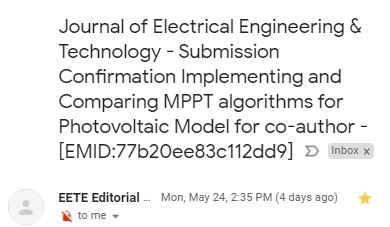 Journal of Electrical Engineering &
Technology - Submission
Confirmation Implementing and
Comparing MPPT algorithms for
Photovoltaic Model for co-author -
[EMID:77b20ee83c112dd9] Inbox x
EETE Editorial ... Mon, May 24, 2:35 PM (4 days ago)
to me